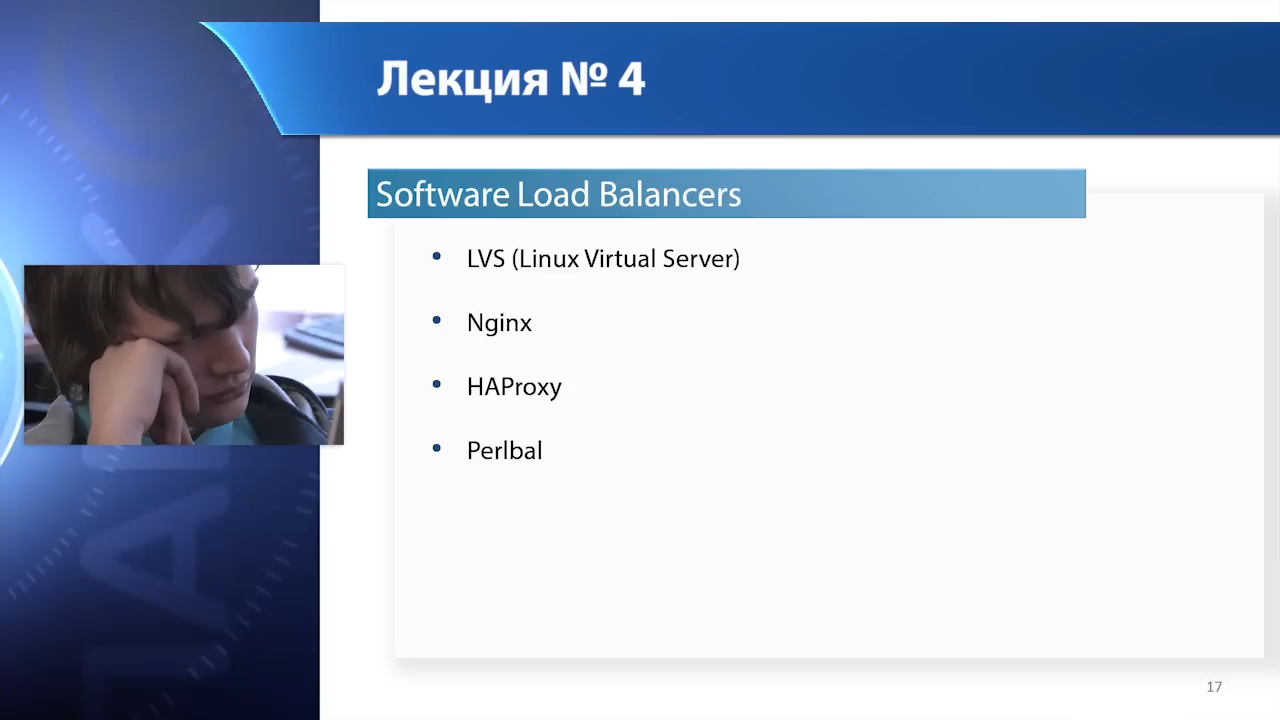 Лекция № 4
Software Load Balancers
• LVS (Linux Virtual Server)
• Nginx
• HAProxy
• Perlbal
17